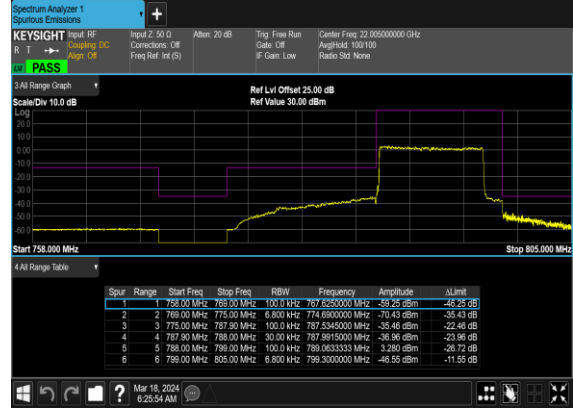 Spectrum Analyzer 1
Spurious Emissions
KEYSIGHT Input: RF
R T Coupling: DC
Align: Off
Input Z: 50 Ω
Corrections: Off
Freq Ref: Int (S)
Atten: 20 dB
Trig: Free Run
Gate: Off
IF Gain: Low
Center Freq: 22.005000000 GHz
Avg|Hold: 100/100
Radio Std: None
PASS
3 All Range Graph
Scale/Div 10.0 dB
Ref Lvl Offset 25.00 dB
Ref Value 30.00 dBm
Log
20.0
10.0
0.00
-10.0
-20.0
-30.0
-40.0
-50.0
-60.0
Start 758.000 MHz
Stop 805.000 MHz
4 All Range Table
Spur Range Start Freq Stop Freq RBW Frequency Amplitude ΔLimit
1 1 758.00 MHz 769.00 MHz 100.0 kHz 767.6250000 MHz -59.25 dBm -46.25 dB
2 2 769.00 MHz 775.00 MHz 6.800 kHz 774.6900000 MHz -70.43 dBm -35.43 dB
3 3 775.00 MHz 787.90 MHz 100.0 kHz 787.5345000 MHz -35.46 dBm -22.46 dB
4 4 787.90 MHz 788.00 MHz 30.00 kHz 787.9915000 MHz -36.96 dBm -23.96 dB
5 5 788.00 MHz 799.00 MHz 100.0 kHz 789.0633333 MHz 3.280 dBm -26.72 dB
6 6 799.00 MHz 805.00 MHz 6.800 kHz 799.3000000 MHz -46.55 dBm -11.55 dB
?
Mar 18, 2024
6:25:54 AM